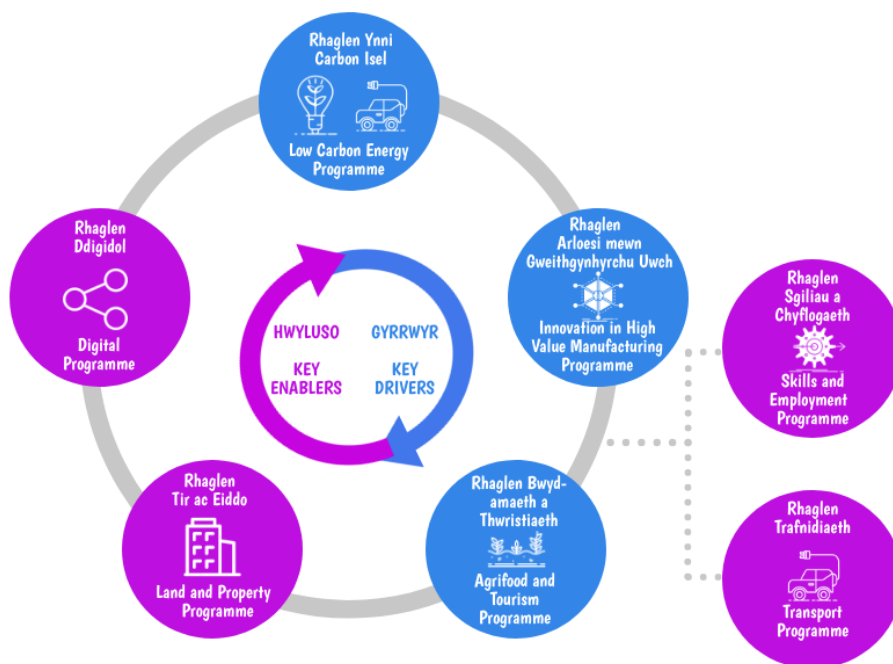 Rhaglen Ynni
Carbon Isel
Low Carbon Energy
Programme
Rhaglen
Ddigidol
Digital
Programme
Rhaglen
Arloesi mewn
Gweithgynhyrchu Uwch
Innovation in High
Value Manufacturing
Programme
HWYLUSO
GYRRWYR
KEY
ENABLERS
KEY
DRIVERS
Rhaglen
Sgiliau a
Chyflogaeth
Skills and
Employment
Programme
Rhaglen
Tir ac Eiddo
Land and Property
Programme
Rhaglen Bwyd-
amaeth a
Thwristiaeth
Agrifood and
Tourism
Programme
Rhaglen
Trafnidiaeth
Transport
Programme